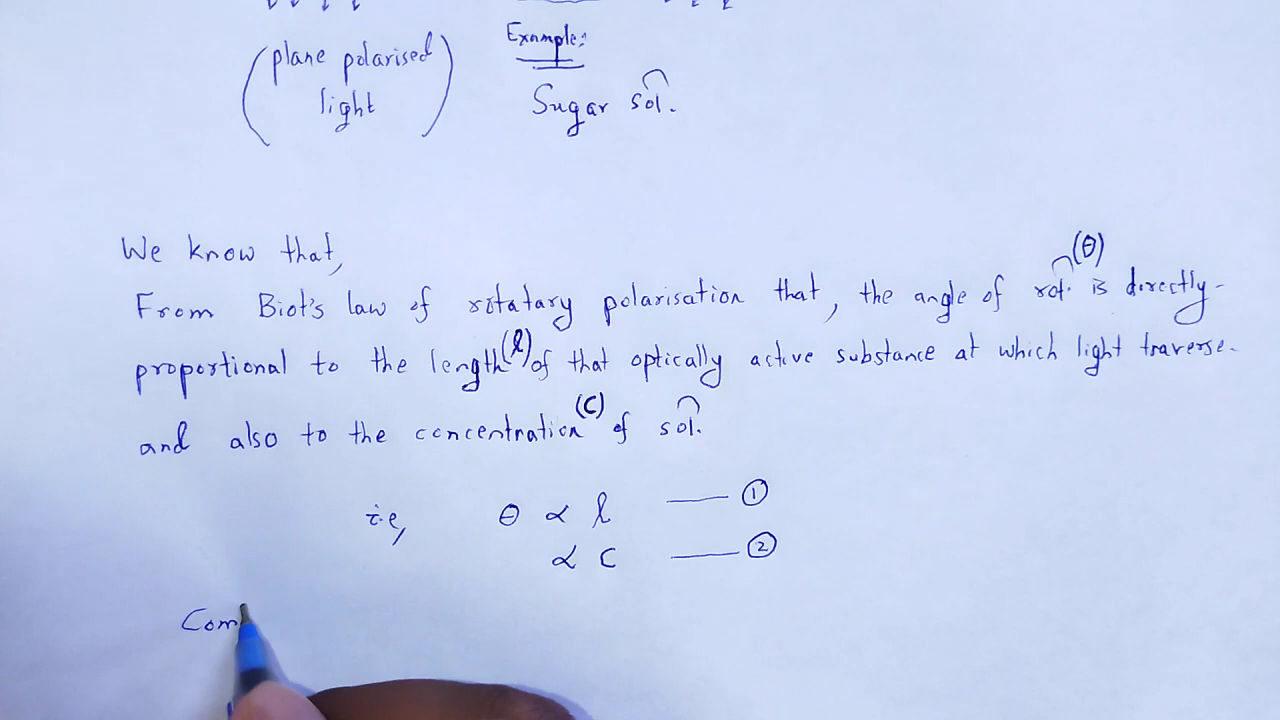 (plane polarised
light)
Example:
Sugar sol.
We know that,
From Biot's law of rotatary polarisation that, the angle of rot. (θ) is directly-
proportional to the length (l) of that optically active substance at which light traverse.
and also to the concentration (C) of sol.
i.e, θ ∝ l —— ①
∝ C —— ②
Com